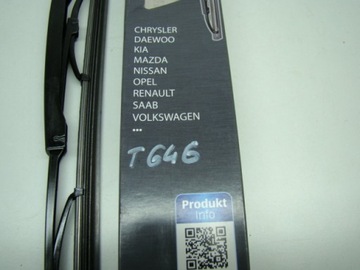 CHRYSLER
DAEWOO
KIA
MAZDA
NISSAN
OPEL
RENAULT
SAAB
VOLKSWAGEN
...
T646
Produkt
Info